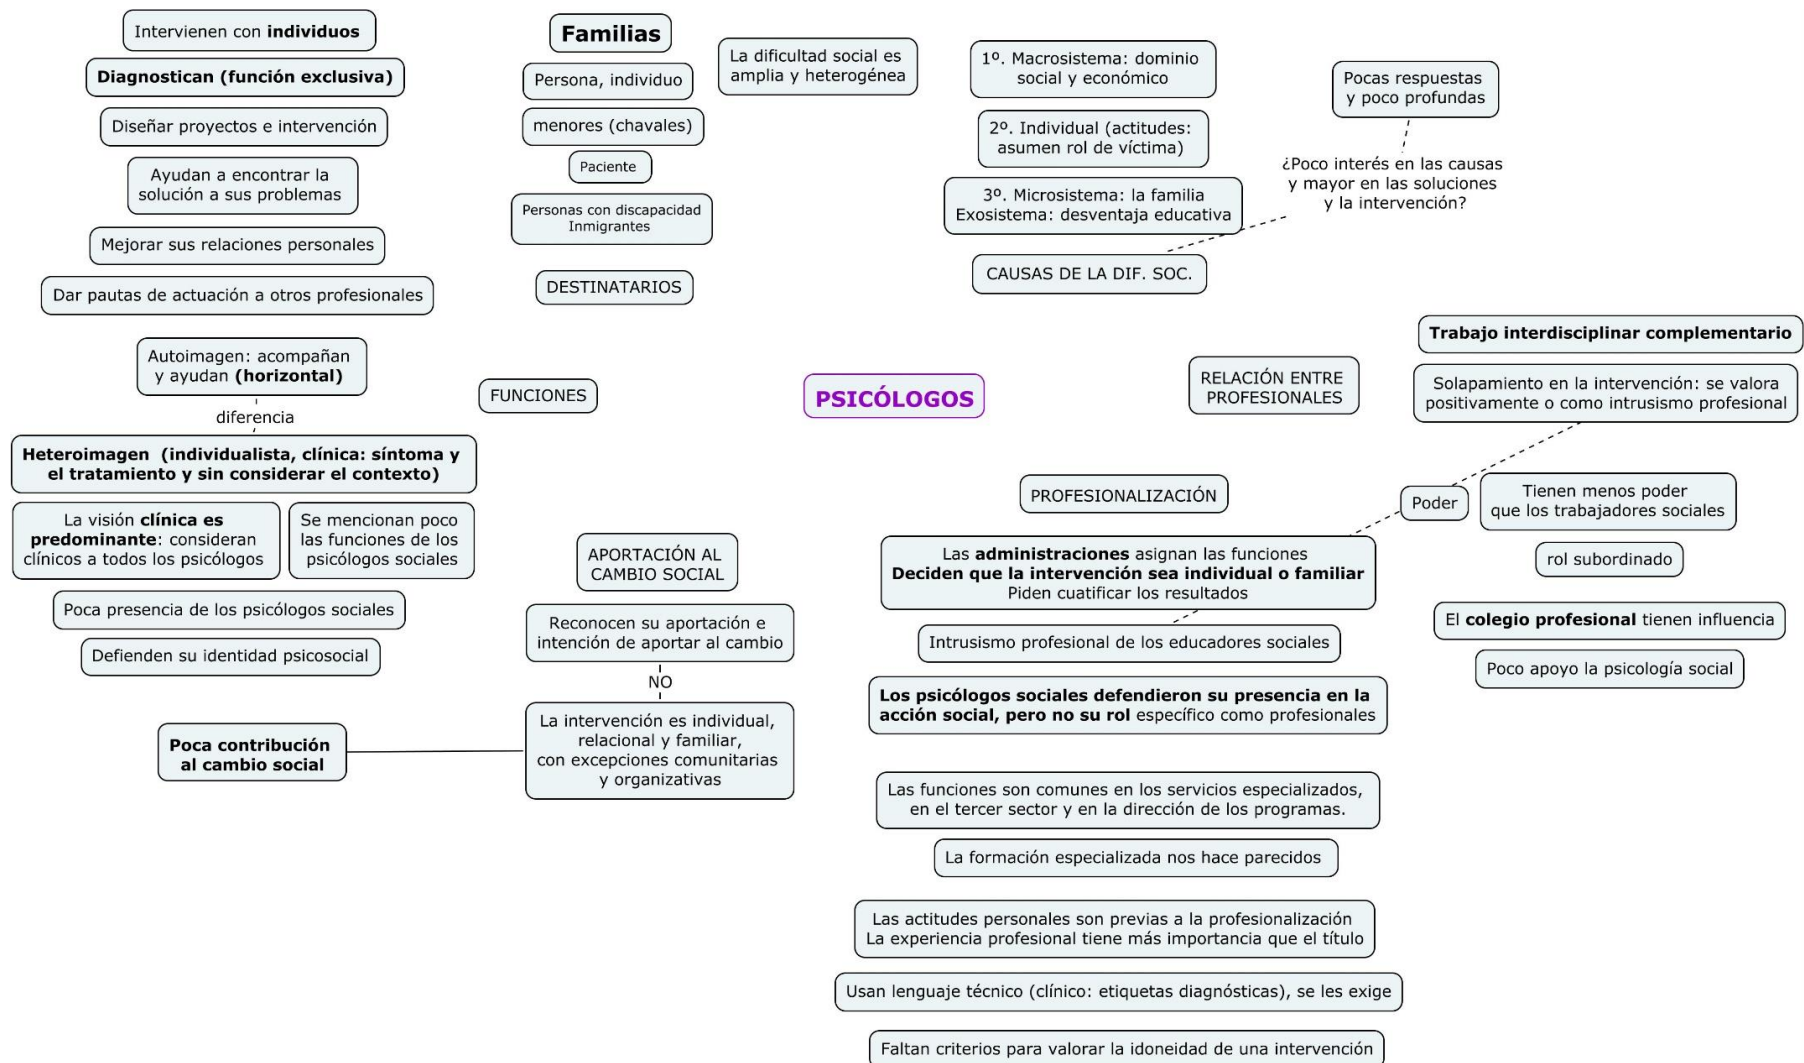 Intervienen con individuos
Diagnostican (función exclusiva)
Diseñar proyectos e intervención
Ayudan a encontrar la
solución a sus problemas
Mejorar sus relaciones personales
Dar pautas de actuación a otros profesionales
Autoimagen: acompañan
y ayudan (horizontal)
diferencia
Heteroimagen (individualista, clínica: síntoma y
el tratamiento y sin considerar el contexto)
La visión clínica es
predominante: consideran
clínicos a todos los psicólogos
Se mencionan poco
las funciones de los
psicólogos sociales
Poca presencia de los psicólogos sociales
Defienden su identidad psicosocial
FUNCIONES
Familias
Persona, individuo
menores (chavales)
Paciente
Personas con discapacidad
Inmigrantes
DESTINATARIOS
La dificultad social es
amplia y heterogénea
1º. Macrosistema: dominio
social y económico
2º. Individual (actitudes:
asumen rol de víctima)
3º. Microsistema: la familia
Exosistema: desventaja educativa
CAUSAS DE LA DIF. SOC.
Pocas respuestas
y poco profundas
¿Poco interés en las causas
y mayor en las soluciones
y la intervención?
PSICÓLOGOS
RELACIÓN ENTRE
PROFESIONALES
Trabajo interdisciplinar complementario
Solapamiento en la intervención: se valora
positivamente o como intrusismo profesional
Poder
Tienen menos poder
que los trabajadores sociales
rol subordinado
El colegio profesional tienen influencia
Poco apoyo la psicología social
APORTACIÓN AL
CAMBIO SOCIAL
Reconocen su aportación e
intención de aportar al cambio
NO
La intervención es individual,
relacional y familiar,
con excepciones comunitarias
y organizativas
Poca contribución
al cambio social
PROFESIONALIZACIÓN
Las administraciones asignan las funciones
Deciden que la intervención sea individual o familiar
Piden cuatificar los resultados
Intrusismo profesional de los educadores sociales
Los psicólogos sociales defendieron su presencia en la
acción social, pero no su rol específico como profesionales
Las funciones son comunes en los servicios especializados,
en el tercer sector y en la dirección de los programas.
La formación especializada nos hace parecidos
Las actitudes personales son previas a la profesionalización
La experiencia profesional tiene más importancia que el título
Usan lenguaje técnico (clínico: etiquetas diagnósticas), se les exige
Faltan criterios para valorar la idoneidad de una intervención